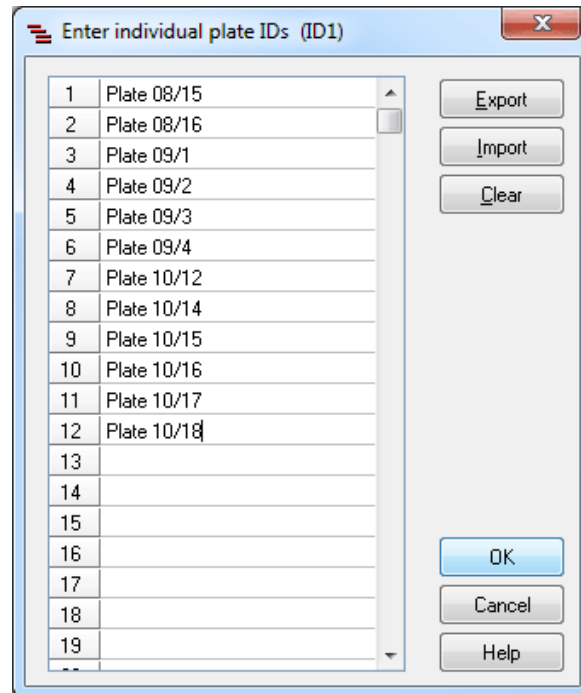 Enter individual plate IDs (ID1)
1 Plate 08/15
2 Plate 08/16
3 Plate 09/1
4 Plate 09/2
5 Plate 09/3
6 Plate 09/4
7 Plate 10/12
8 Plate 10/14
9 Plate 10/15
10 Plate 10/16
11 Plate 10/17
12 Plate 10/18
13
14
15
16
17
18
19
Export
Import
Clear
OK
Cancel
Help